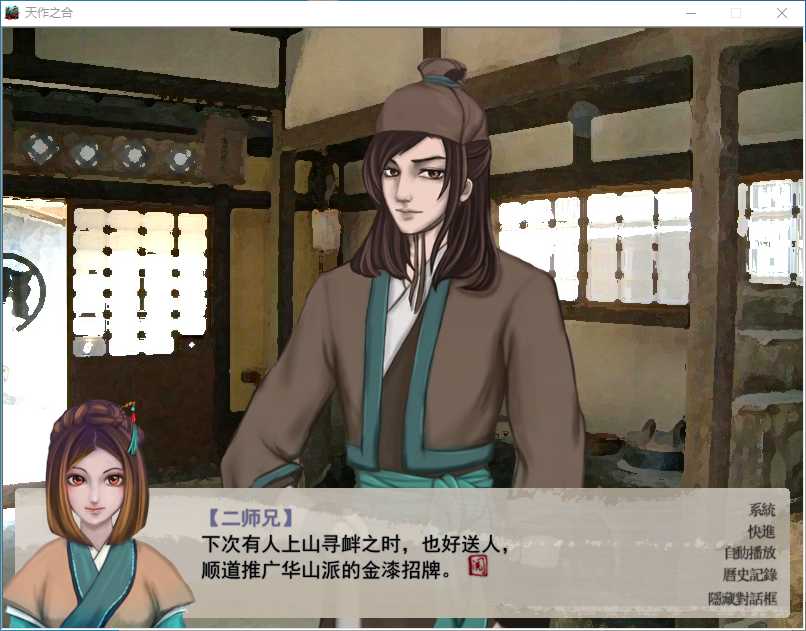 天作之合
【二师兄】
下次有人上山寻衅之时，也好送人，
顺道推广华山派的金漆招牌。
系統
快進
自動播放
曆史記錄
隱藏對話框